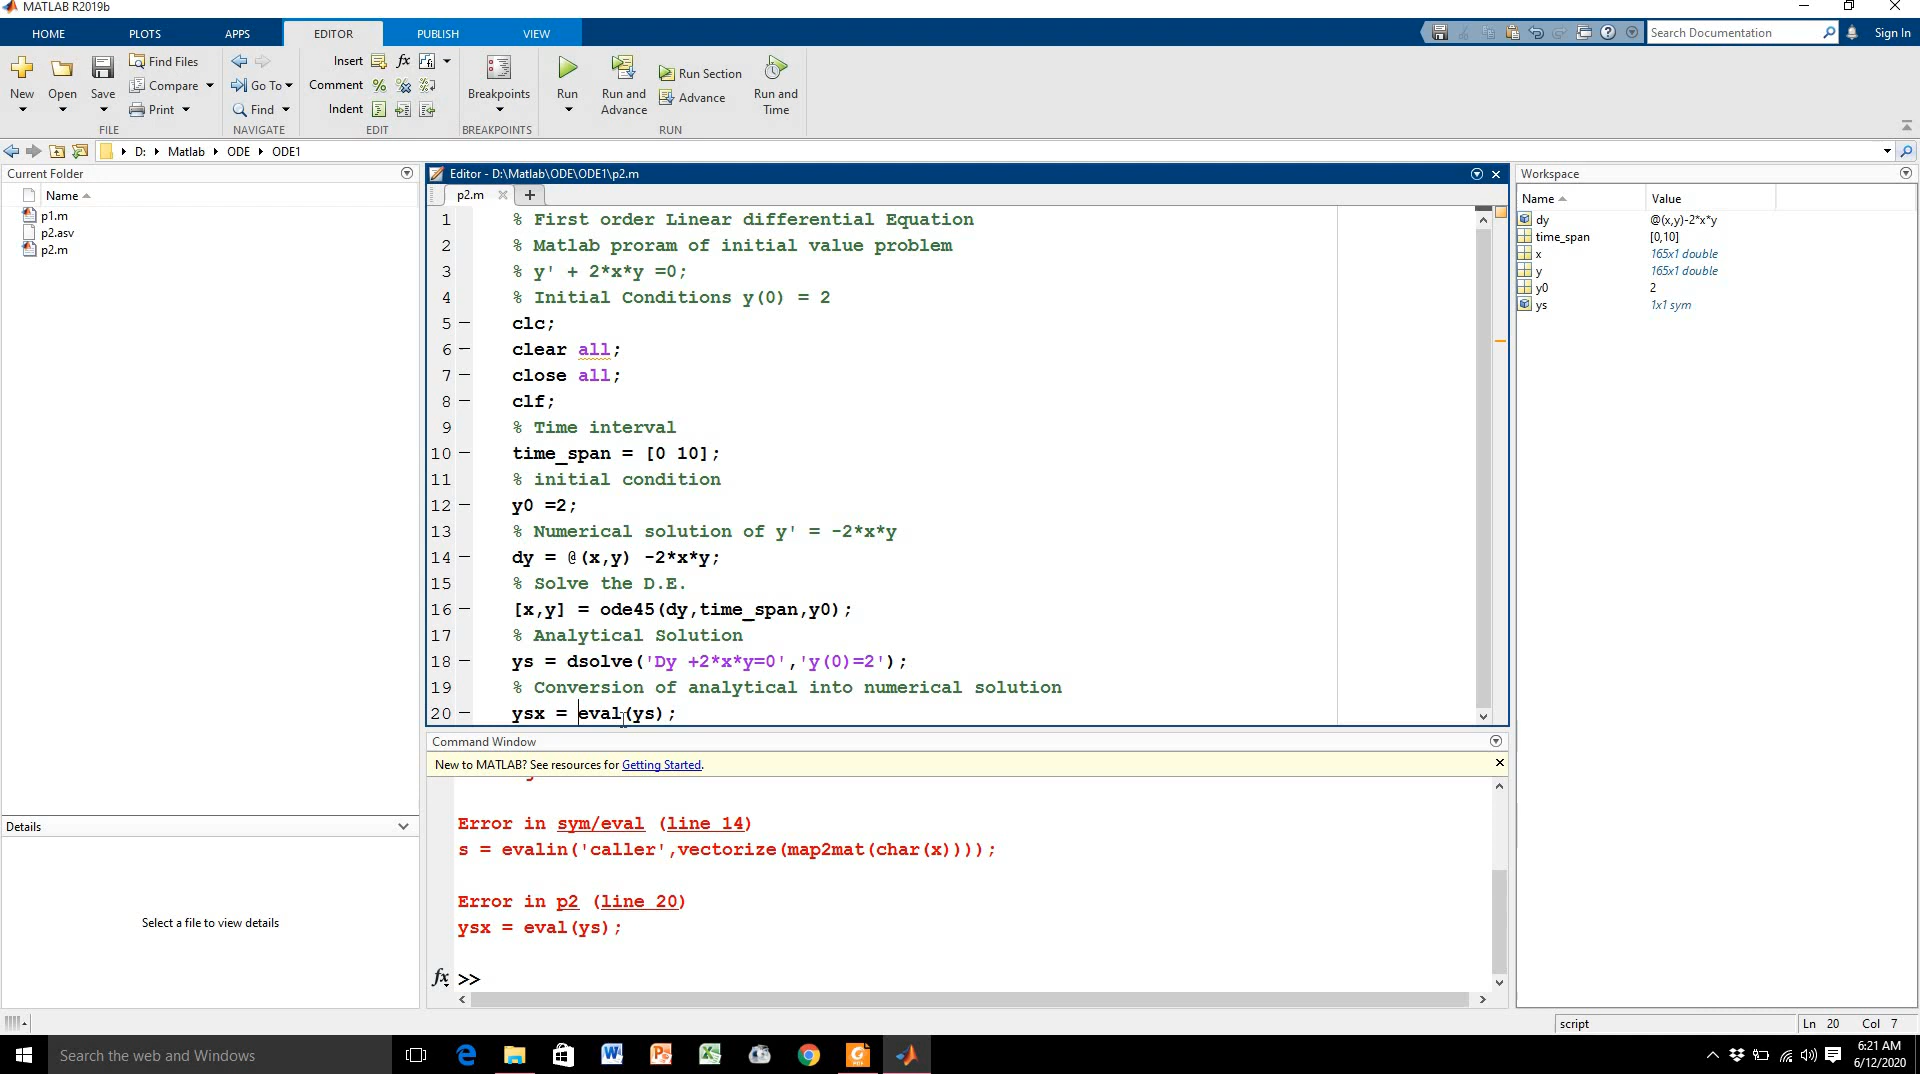 MATLAB R2019b
HOME PLOTS APPS EDITOR PUBLISH VIEW
Search Documentation
Sign In
New Open Save
Find Files
Compare
Print
FILE
Go To
Find
NAVIGATE
Insert
Comment
Indent
EDIT
Breakpoints
BREAKPOINTS
Run
Run and Advance
Run Section
Advance
Run and Time
RUN
D: Matlab ODE ODE1
Current Folder
Name
p1.m
p2.asv
p2.m
Details
Select a file to view details
Editor - D:\Matlab\ODE\ODE1\p2.m
p2.m
1 % First order Linear differential Equation
2 % Matlab proram of initial value problem
3 % y' + 2*x*y =0;
4 % Initial Conditions y(0) = 2
5 clc;
6 clear all;
7 close all;
8 clf;
9 % Time interval
10 time_span = [0 10];
11 % initial condition
12 y0 =2;
13 % Numerical solution of y' = -2*x*y
14 dy = @(x,y) -2*x*y;
15 % Solve the D.E.
16 [x,y] = ode45(dy,time_span,y0);
17 % Analytical Solution
18 ys = dsolve('Dy +2*x*y=0','y(0)=2');
19 % Conversion of analytical into numerical solution
20 ysx = eval(ys);
Command Window
New to MATLAB? See resources for Getting Started.
Error in sym/eval (line 14)
s = evalin('caller',vectorize(map2mat(char(x))));
Error in p2 (line 20)
ysx = eval(ys);
fx >>
Workspace
Name Value
dy @(x,y)-2*x*y
time_span [0,10]
x 165x1 double
y 165x1 double
y0 2
ys 1x1 sym
script Ln 20 Col 7
Search the web and Windows
6:21 AM
6/12/2020